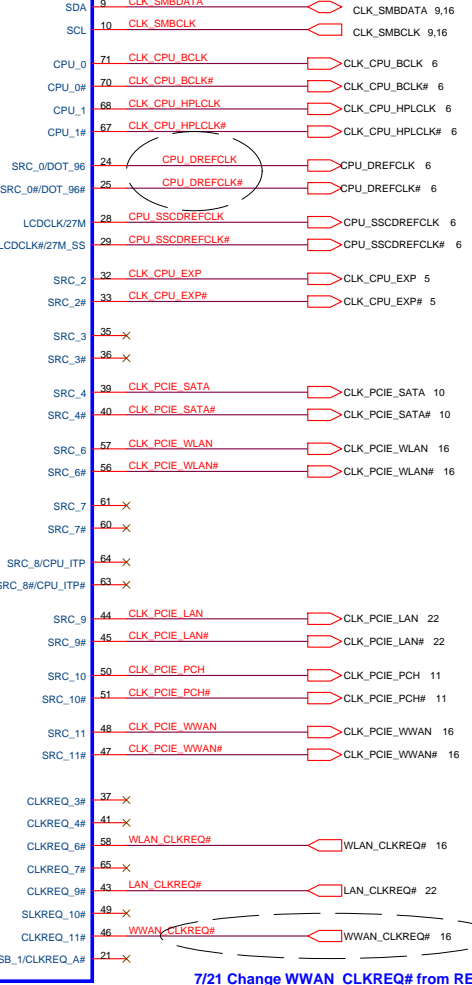 SDA 9 CLK_SMBDATA CLK_SMBDATA 9,16
SCL 10 CLK_SMBCLK CLK_SMBCLK 9,16
CPU_0 71 CLK_CPU_BCLK CLK_CPU_BCLK 6
CPU_0# 70 CLK_CPU_BCLK# CLK_CPU_BCLK# 6
CPU_1 68 CLK_CPU_HPLCLK CLK_CPU_HPLCLK 6
CPU_1# 67 CLK_CPU_HPLCLK# CLK_CPU_HPLCLK# 6
SRC_0/DOT_96 24 CPU_DREFCLK CPU_DREFCLK 6
SRC_0#/DOT_96# 25 CPU_DREFCLK# CPU_DREFCLK# 6
LCDCLK/27M 28 CPU_SSCDREFCLK CPU_SSCDREFCLK 6
LCDCLK#/27M_SS 29 CPU_SSCDREFCLK# CPU_SSCDREFCLK# 6
SRC_2 32 CLK_CPU_EXP CLK_CPU_EXP 5
SRC_2# 33 CLK_CPU_EXP# CLK_CPU_EXP# 5
SRC_3 35
SRC_3# 36
SRC_4 39 CLK_PCIE_SATA CLK_PCIE_SATA 10
SRC_4# 40 CLK_PCIE_SATA# CLK_PCIE_SATA# 10
SRC_6 57 CLK_PCIE_WLAN CLK_PCIE_WLAN 16
SRC_6# 56 CLK_PCIE_WLAN# CLK_PCIE_WLAN# 16
SRC_7 61
SRC_7# 60
SRC_8/CPU_ITP 64
SRC_8#/CPU_ITP# 63
SRC_9 44 CLK_PCIE_LAN CLK_PCIE_LAN 22
SRC_9# 45 CLK_PCIE_LAN# CLK_PCIE_LAN# 22
SRC_10 50 CLK_PCIE_PCH CLK_PCIE_PCH 11
SRC_10# 51 CLK_PCIE_PCH# CLK_PCIE_PCH# 11
SRC_11 48 CLK_PCIE_WWAN CLK_PCIE_WWAN 16
SRC_11# 47 CLK_PCIE_WWAN# CLK_PCIE_WWAN# 16
CLKREQ_3# 37
CLKREQ_4# 41
CLKREQ_6# 58 WLAN_CLKREQ# WLAN_CLKREQ# 16
CLKREQ_7# 65
CLKREQ_9# 43 LAN_CLKREQ# LAN_CLKREQ# 22
SLKREQ_10# 49
CLKREQ_11# 46 WWAN_CLKREQ# WWAN_CLKREQ# 16
SB_1/CLKREQ_A# 21
7/21 Change WWAN_CLKREQ# from RE